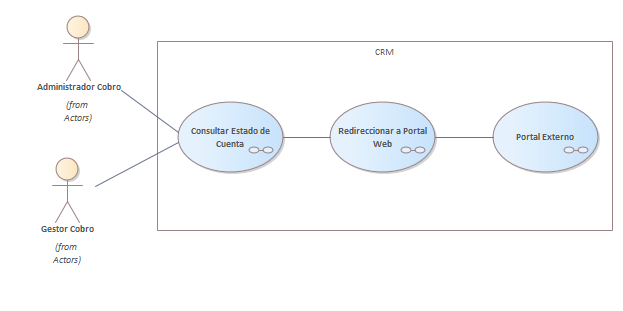 CRM
Administrador Cobro
(from
Actors)
Consultar Estado de
Cuenta
Redireccionar a Portal
Web
Portal Externo
Gestor Cobro
(from
Actors)